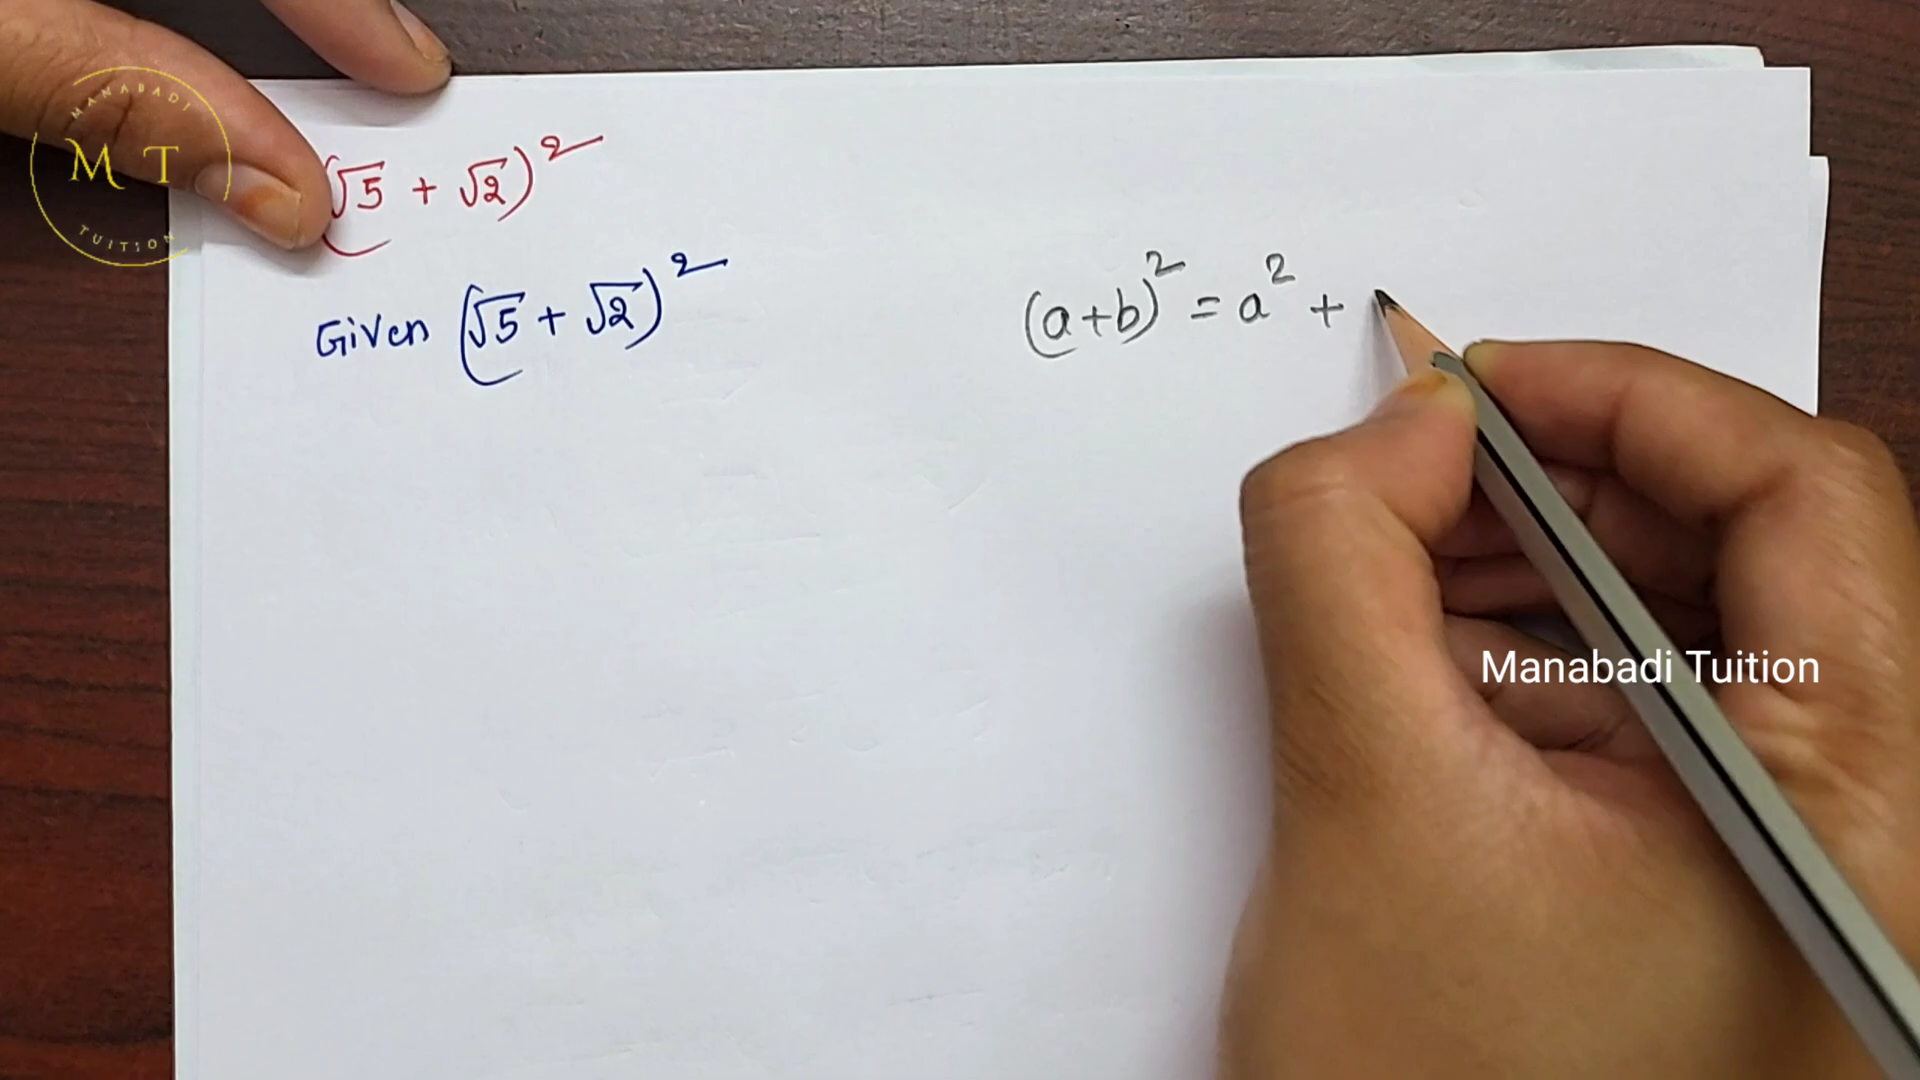 MANABADI
M T
TUITION
(√5 + √2)²
Given (√5 + √2)²
(a+b)² = a² +
Manabadi Tuition